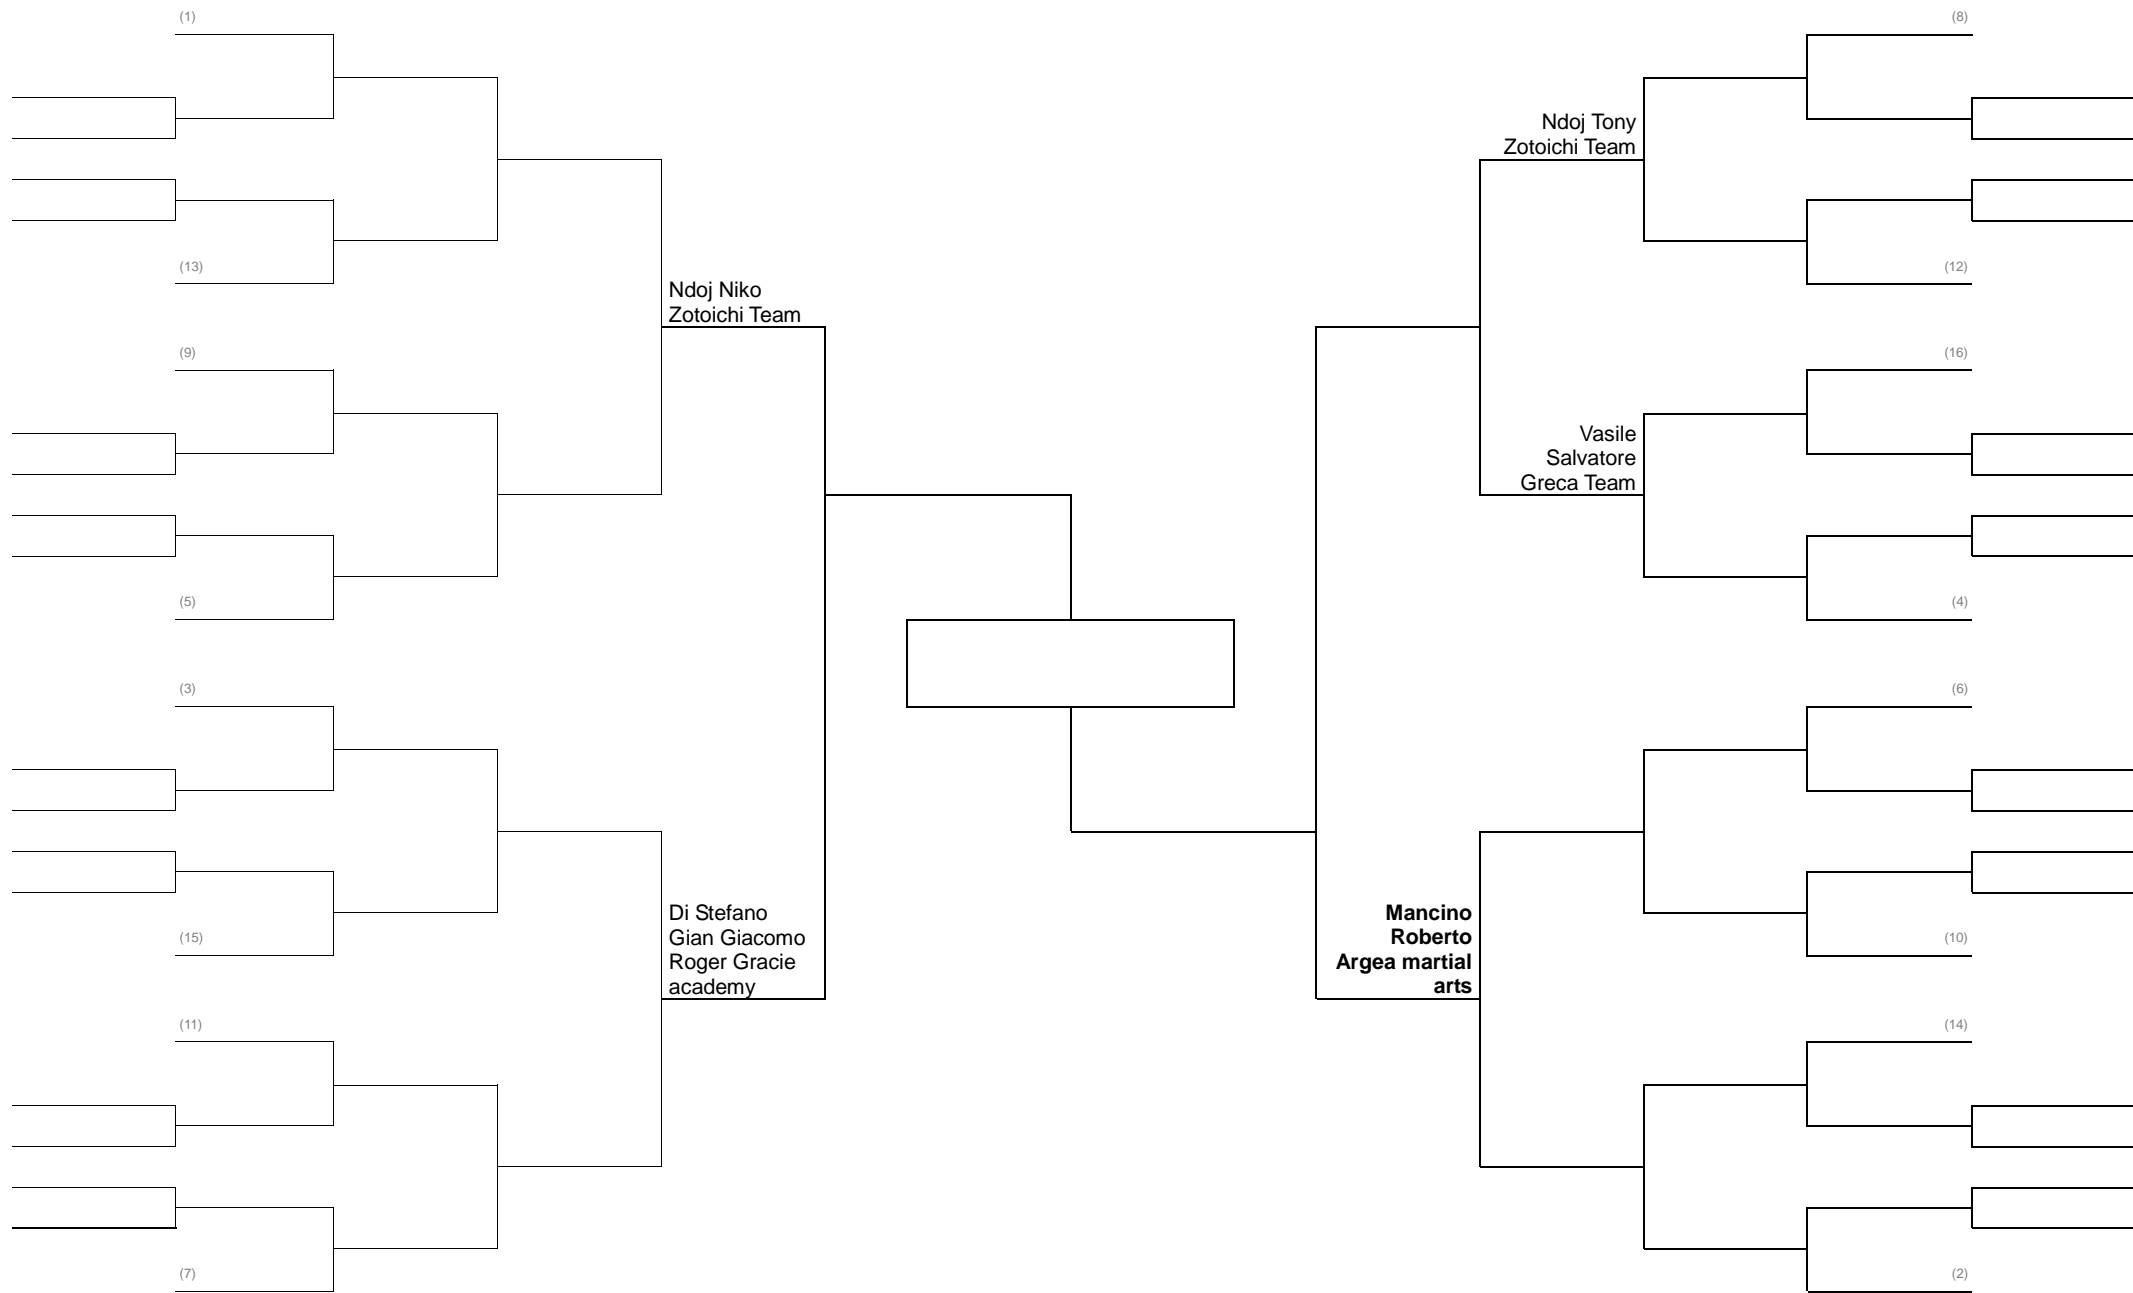 (1)
(13)
(9)
(5)
(3)
(15)
(11)
(7)
Ndoj Niko
Zotoichi Team
Di Stefano
Gian Giacomo
Roger Gracie
academy
Ndoj Tony
Zotoichi Team
Vasile
Salvatore
Greca Team
Mancino
Roberto
Argea martial
arts
(8)
(12)
(16)
(4)
(6)
(10)
(14)
(2)